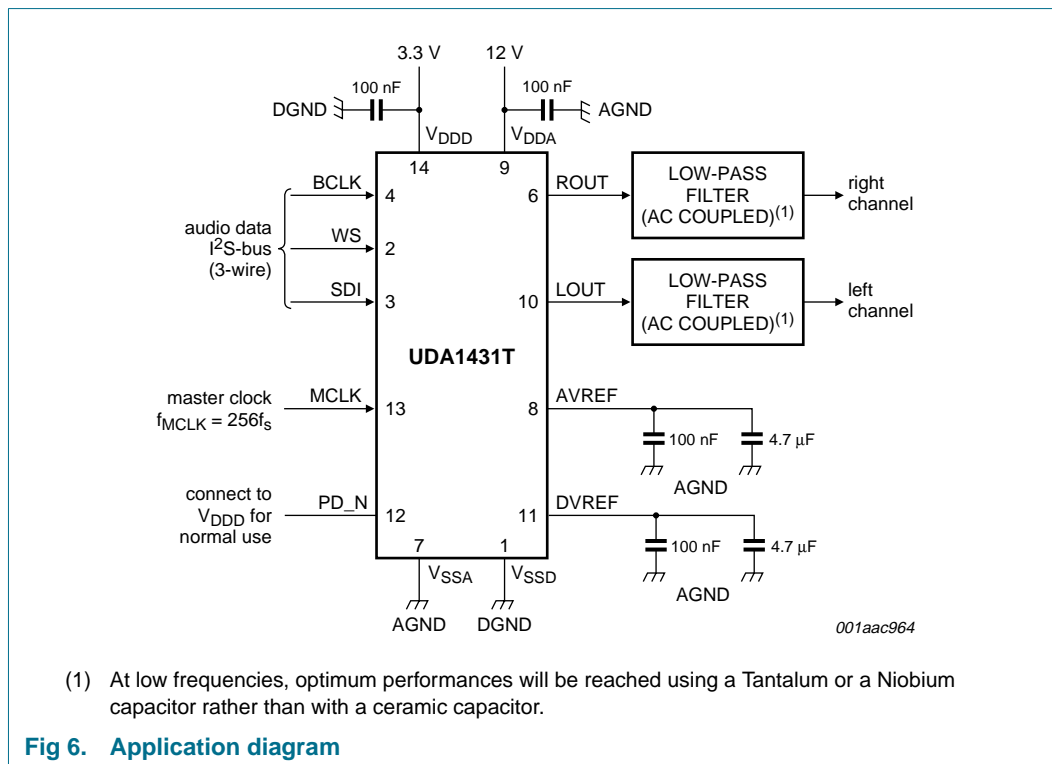 3.3 V
12 V
100 nF
100 nF
DGND
AGND
VDDD
VDDA
14
9
BCLK
4
WS
2
SDI
3
audio data
I2S-bus
(3-wire)
6
ROUT
LOW-PASS
FILTER
(AC COUPLED)(1)
right
channel
10
LOUT
LOW-PASS
FILTER
(AC COUPLED)(1)
left
channel
UDA1431T
master clock
fMCLK = 256fs
MCLK
13
8
AVREF
100 nF
4.7 μF
AGND
connect to
VDDD for
normal use
PD_N
12
11
DVREF
100 nF
4.7 μF
AGND
7
1
VSSA
VSSD
AGND
DGND
001aac964
(1) At low frequencies, optimum performances will be reached using a Tantalum or a Niobium
capacitor rather than with a ceramic capacitor.
Fig 6. Application diagram